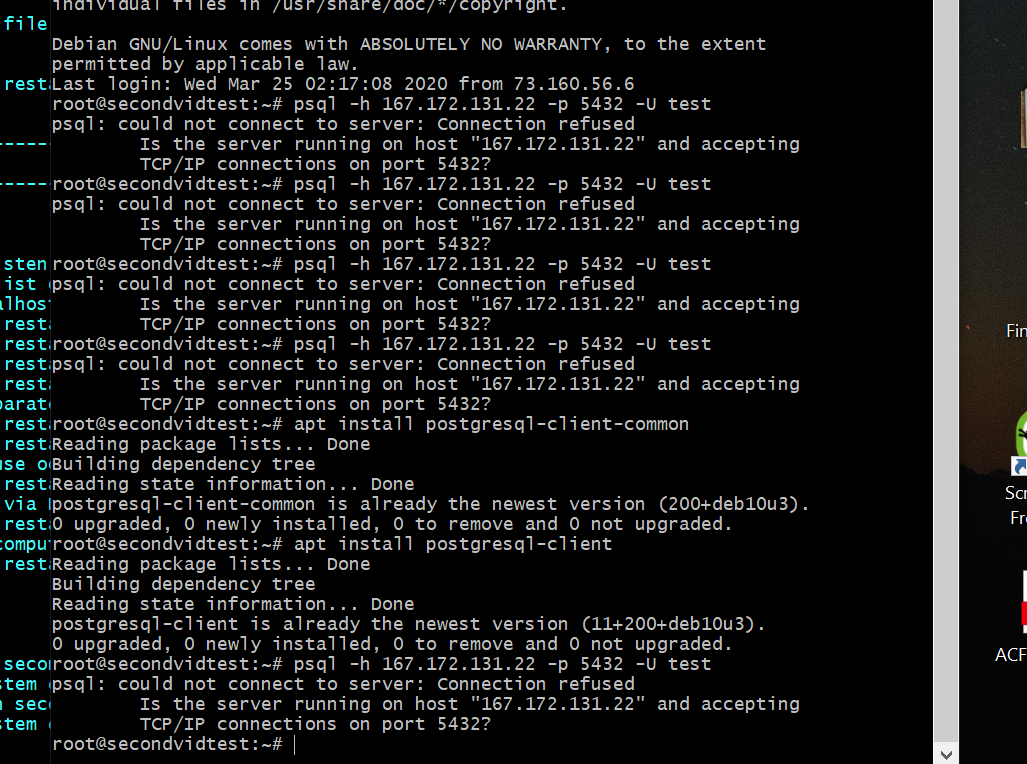 individual files in /usr/share/doc/*/copyright.
file
Debian GNU/Linux comes with ABSOLUTELY NO WARRANTY, to the extent
permitted by applicable law.
rest
Last login: Wed Mar 25 02:17:08 2020 from 73.160.56.6
root@secondvidtest:~# psql -h 167.172.131.22 -p 5432 -U test
psql: could not connect to server: Connection refused
-----
Is the server running on host "167.172.131.22" and accepting
TCP/IP connections on port 5432?
-----
root@secondvidtest:~# psql -h 167.172.131.22 -p 5432 -U test
psql: could not connect to server: Connection refused
Is the server running on host "167.172.131.22" and accepting
TCP/IP connections on port 5432?
sten
root@secondvidtest:~# psql -h 167.172.131.22 -p 5432 -U test
ist
psql: could not connect to server: Connection refused
alhos
Is the server running on host "167.172.131.22" and accepting
rest
TCP/IP connections on port 5432?
Fin
rest
root@secondvidtest:~# psql -h 167.172.131.22 -p 5432 -U test
rest
psql: could not connect to server: Connection refused
rest
Is the server running on host "167.172.131.22" and accepting
parat
TCP/IP connections on port 5432?
rest
root@secondvidtest:~# apt install postgresql-client-common
rest
Reading package lists... Done
use o
Building dependency tree
rest
Reading state information... Done
Scr
via
postgresql-client-common is already the newest version (200+deb10u3).
Fr
rest
0 upgraded, 0 newly installed, 0 to remove and 0 not upgraded.
compu
root@secondvidtest:~# apt install postgresql-client
rest
Reading package lists... Done
Building dependency tree
Reading state information... Done
postgresql-client is already the newest version (11+200+deb10u3).
0 upgraded, 0 newly installed, 0 to remove and 0 not upgraded.
ACF
seco
root@secondvidtest:~# psql -h 167.172.131.22 -p 5432 -U test
stem
psql: could not connect to server: Connection refused
sec
Is the server running on host "167.172.131.22" and accepting
stem
TCP/IP connections on port 5432?
root@secondvidtest:~#